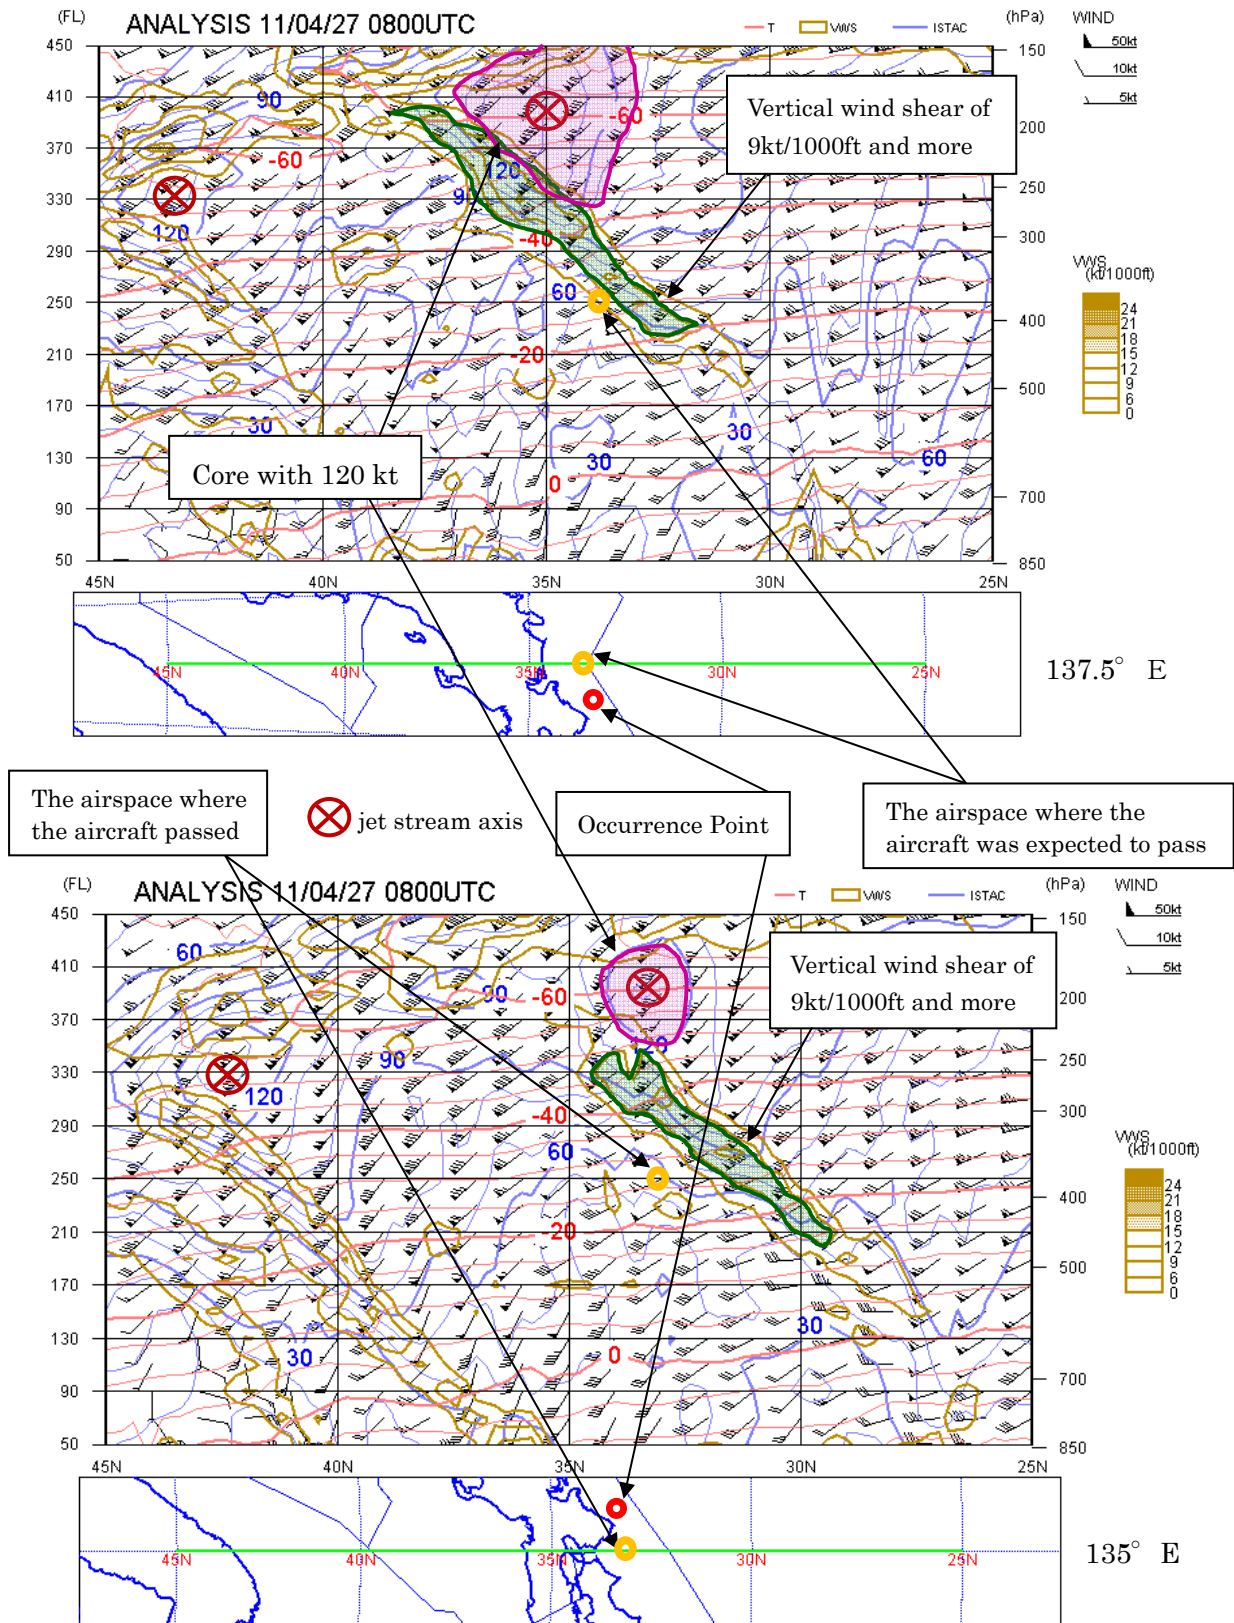 (FL)
ANALYSIS 11/04/27 0800UTC
T
VWS
ISTAC
(hPa)
WIND
50kt
10kt
5kt
450
410
370
330
290
250
210
170
130
90
50
150
200
250
300
400
500
700
850
90
-60
120
120
9
-40
60
-20
30
30
30
60
0
-60
Vertical wind shear of
9kt/1000ft and more
VWS
(kt/1000ft)
24
21
18
15
12
9
6
0
Core with 120 kt
45N
40N
35N
30N
25N
45N
40N
35N
30N
25N
137.5° E
The airspace where
the aircraft passed
jet stream axis
Occurrence Point
The airspace where the
aircraft was expected to pass
(FL)
ANALYSIS 11/04/27 0800UTC
T
VWS
ISTAC
(hPa)
WIND
50kt
10kt
5kt
450
410
370
330
290
250
210
170
130
90
50
150
200
250
300
400
500
700
850
60
90
-60
90
120
-40
60
-20
30
30
0
Vertical wind shear of
9kt/1000ft and more
VWS
(kt/1000ft)
24
21
18
15
12
9
6
0
45N
40N
35N
30N
25N
45N
40N
35N
30N
25N
135° E